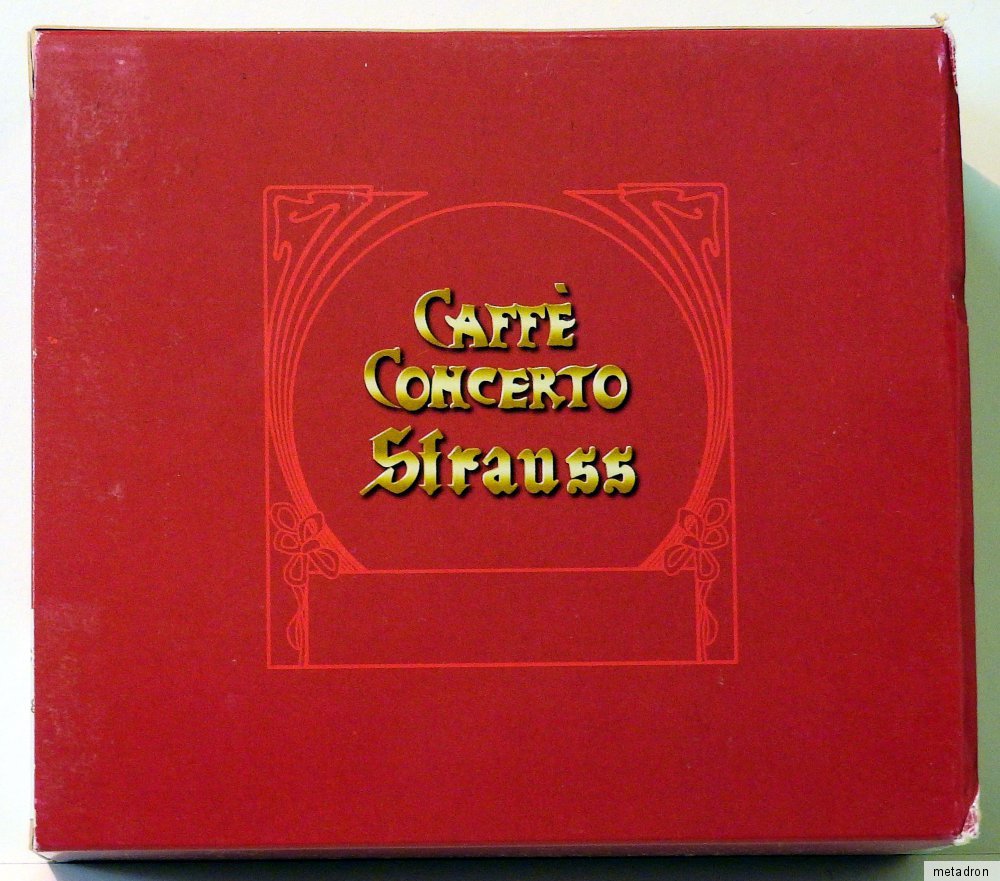 CAFFÈ
CONCERTO
Strauss
metadron